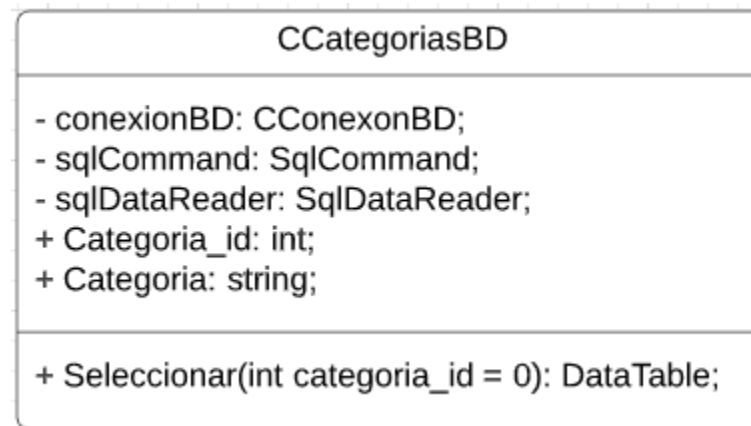 CCategoriasBD
- conexionBD: CConexonBD;
- sqlCommand: SqlCommand;
- sqlDataReader: SqlDataReader;
+ Categoria_id: int;
+ Categoria: string;
+ Seleccionar(int categoria_id = 0): DataTable;